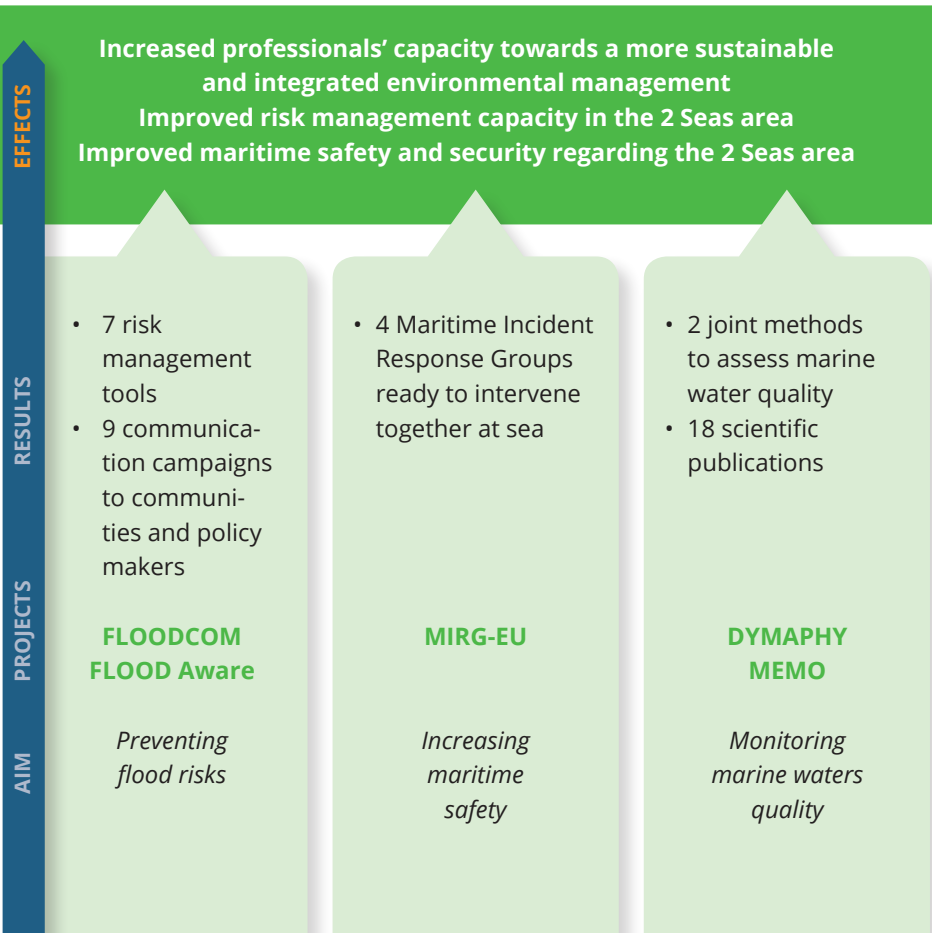 Increased professionals’ capacity towards a more sustainable
and integrated environmental management
Improved risk management capacity in the 2 Seas area
Improved maritime safety and security regarding the 2 Seas area
EFFECTS
RESULTS
• 7 risk
management
tools
• 9 communica-
tion campaigns
to communi-
ties and policy
makers
• 4 Maritime Incident
Response Groups
ready to intervene
together at sea
• 2 joint methods
to assess marine
water quality
• 18 scientific
publications
PROJECTS
FLOODCOM
FLOOD Aware
MIRG-EU
DYMAPHY
MEMO
AIM
Preventing
flood risks
Increasing
maritime
safety
Monitoring
marine waters
quality